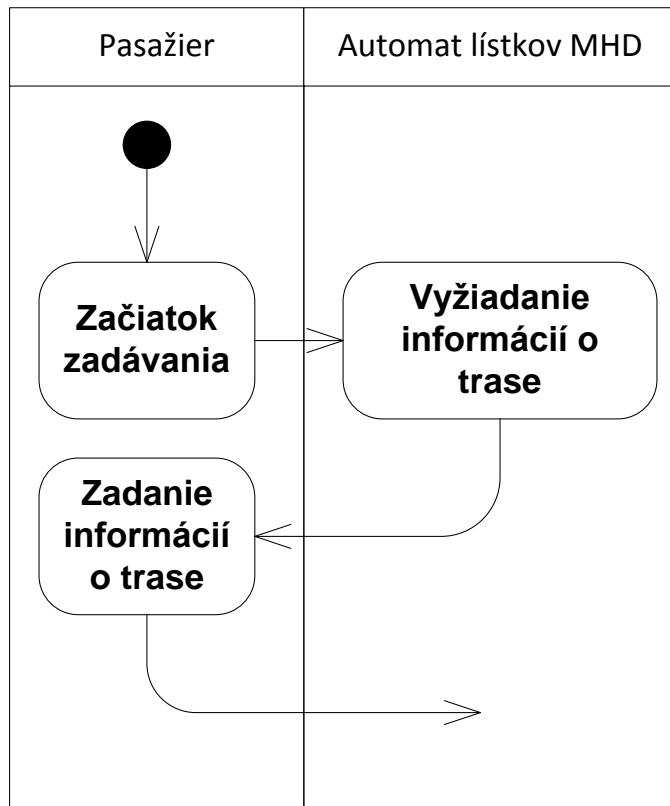 Pasažier
Automat lístkov MHD
Začiatok
zadávania
Vyžiadanie
informácií o
trase
Zadanie
informácií
o trase